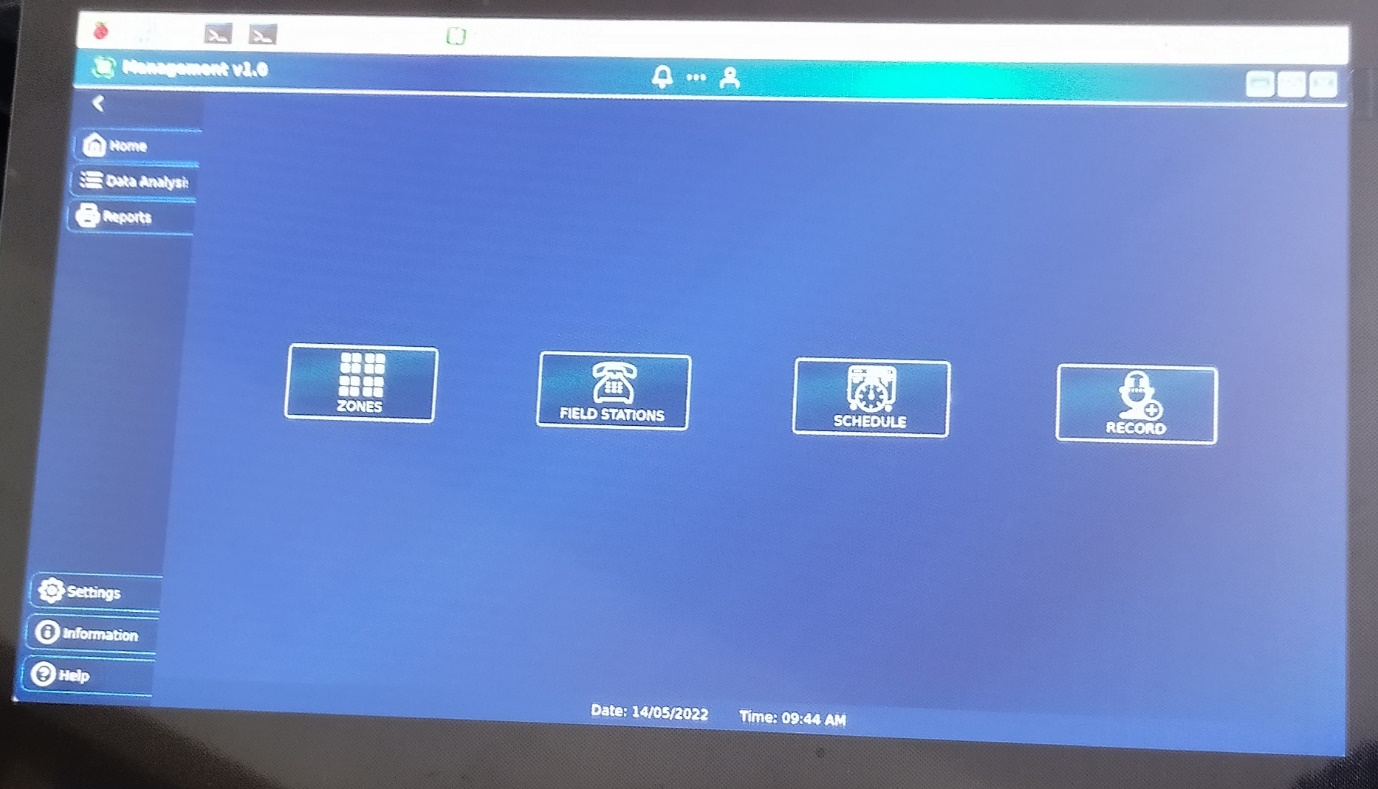 Management v1.0
Home
Data Analysis
Reports
ZONES
FIELD STATIONS
SCHEDULE
RECORD
Settings
Information
Help
Date: 14/05/2022 Time: 09:44 AM